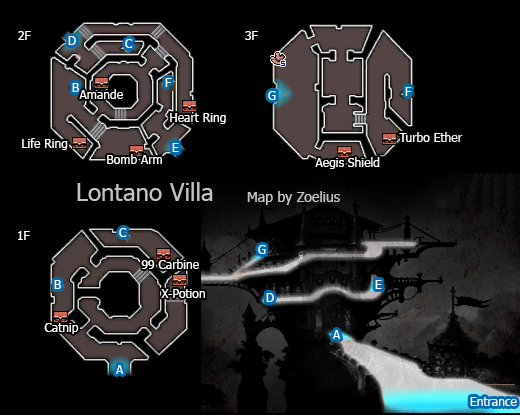 2F
3F
D
C
B
F
Amande
Heart Ring
Life Ring
Bomb Arm
E
S
G
F
Turbo Ether
Aegis Shield
Lontano Villa
Map by Zoelius
1F
C
99 Carbine
B
X-Potion
Catnip
A
G
D
E
A
Entrance